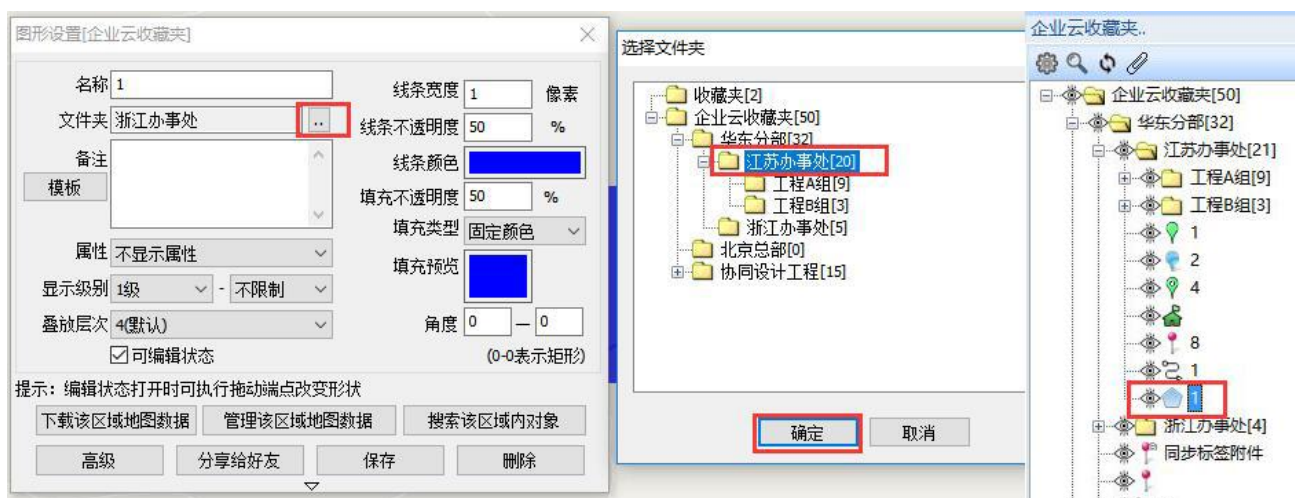 图形设置[企业云收藏夹]
名称 1
文件夹 浙江办事处 ..
备注
模板
属性 不显示属性
显示级别 1级 - 不限制
叠放层次 4(默认)
可编辑状态
线条宽度 1 像素
线条不透明度 50 %
线条颜色
填充不透明度 50 %
填充类型 固定颜色
填充预览
角度 0 — 0
(0-0表示矩形)
提示：编辑状态打开时可执行拖动端点改变形状
下载该区域地图数据 管理该区域地图数据 搜索该区域内对象
高级 分享给好友 保存 删除
选择文件夹
收藏夹[2]
企业云收藏夹[50]
华东分部[32]
江苏办事处[20]
工程A组[9]
工程B组[3]
浙江办事处[5]
北京总部[0]
协同设计工程[15]
确定 取消
企业云收藏夹..
企业云收藏夹[50]
华东分部[32]
江苏办事处[21]
工程A组[9]
工程B组[3]
1
2
4
8
1
1
浙江办事处[4]
同步标签附件